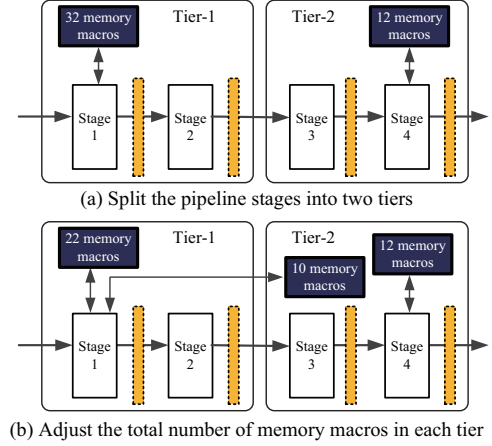 32 memory
macros
Tier-1
Tier-2
12 memory
macros
Stage
1
Stage
2
Stage
3
Stage
4
(a) Split the pipeline stages into two tiers
22 memory
macros
Tier-1
Tier-2
10 memory
macros
12 memory
macros
Stage
1
Stage
2
Stage
3
Stage
4
(b) Adjust the total number of memory macros in each tier